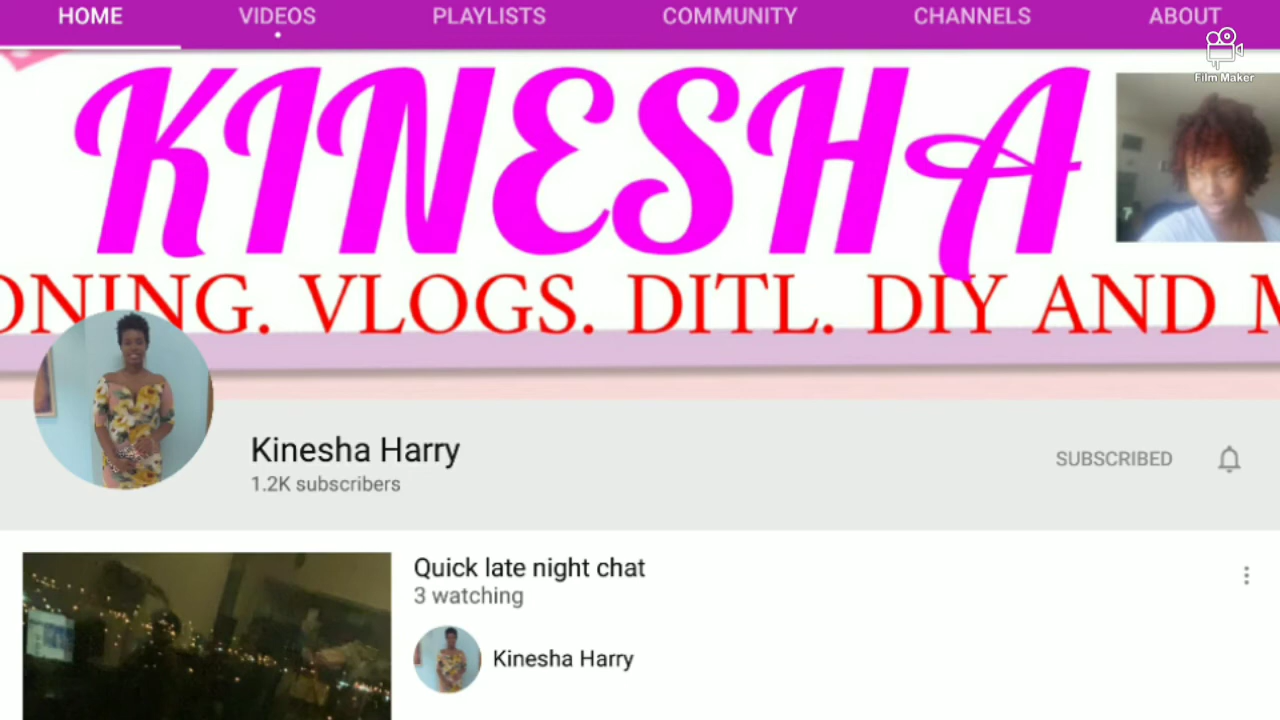 HOME VIDEOS PLAYLISTS COMMUNITY CHANNELS ABOUT
Film Maker
KINESHA
ONING. VLOGS. DITL. DIY AND M
Kinesha Harry
1.2K subscribers
SUBSCRIBED
Quick late night chat
3 watching
Kinesha Harry